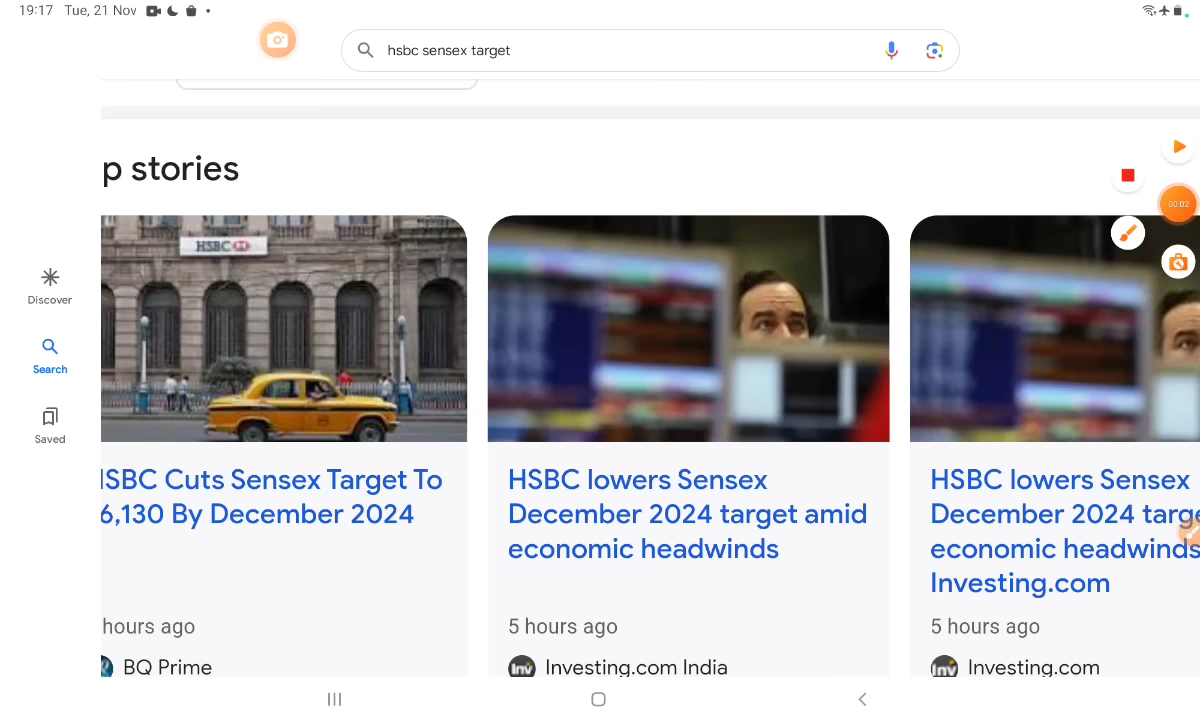 19:17 Tue, 21 Nov
hsbc sensex target
p stories
HSBC
00:02
Discover
Search
Saved
SBC Cuts Sensex Target To
6,130 By December 2024
hours ago
BQ Prime
HSBC lowers Sensex
December 2024 target amid
economic headwinds
5 hours ago
Inv Investing.com India
HSBC lowers Sensex
December 2024 targe
economic headwinds
Investing.com
5 hours ago
Inv Investing.com